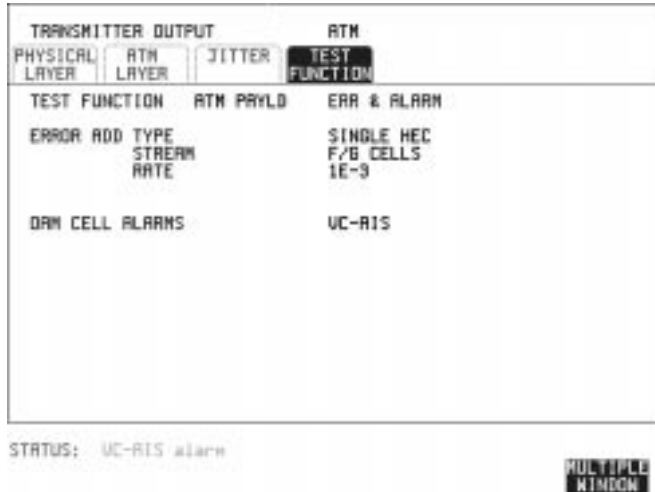 TRANSMITTER OUTPUT ATM
PHYSICAL LAYER ATM LAYER JITTER TEST FUNCTION
TEST FUNCTION ATM PAYLD ERR & ALARM
ERROR ADD TYPE SINGLE HEC
STREAM F/G CELLS
RATE 1E-3
OAM CELL ALARMS VC-AIS
STATUS: VC-AIS alarm
MULTIPLE WINDOW